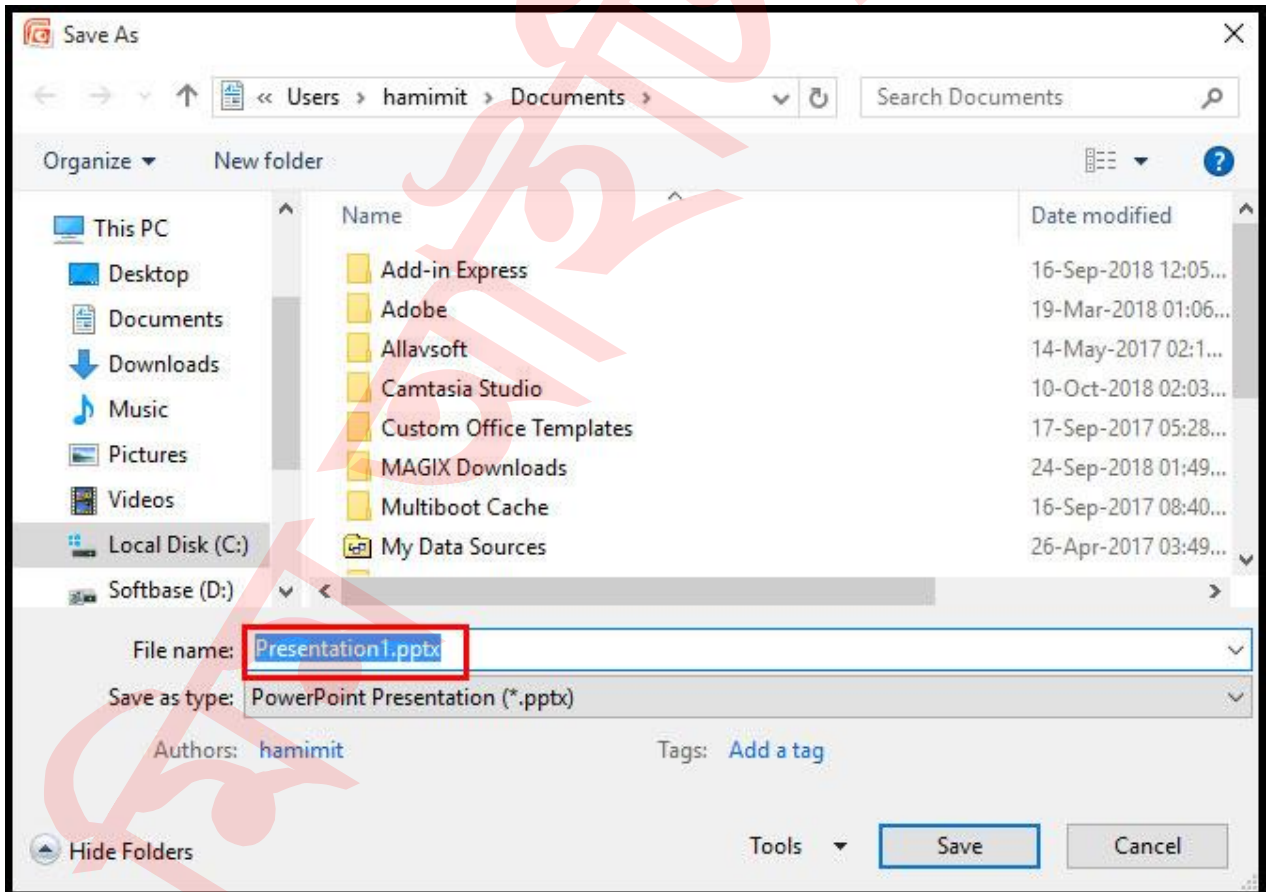 Save As
« Users › hamimit › Documents ›
Search Documents
Organize
New folder
This PC
Desktop
Documents
Downloads
Music
Pictures
Videos
Local Disk (C:)
Softbase (D:)
Name Date modified
Add-in Express 16-Sep-2018 12:05...
Adobe 19-Mar-2018 01:06...
Allavsoft 14-May-2017 02:1...
Camtasia Studio 10-Oct-2018 02:03...
Custom Office Templates 17-Sep-2017 05:28...
MAGIX Downloads 24-Sep-2018 01:49...
Multiboot Cache 16-Sep-2017 08:40...
My Data Sources 26-Apr-2017 03:49...
File name: Presentation1.pptx
Save as type: PowerPoint Presentation (*.pptx)
Authors: hamimit Tags: Add a tag
Hide Folders Tools Save Cancel